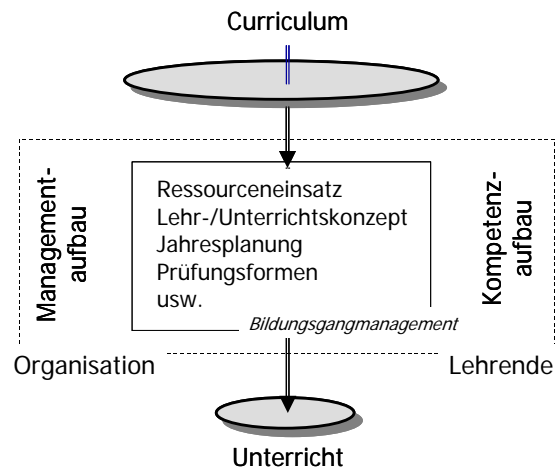 Curriculum
Management-
aufbau
Ressourceneinsatz
Lehr-/Unterrichtskonzept
Jahresplanung
Prüfungsformen
usw.
Bildungsgangmanagement
Kompetenz-
aufbau
Organisation
Lehrende
Unterricht